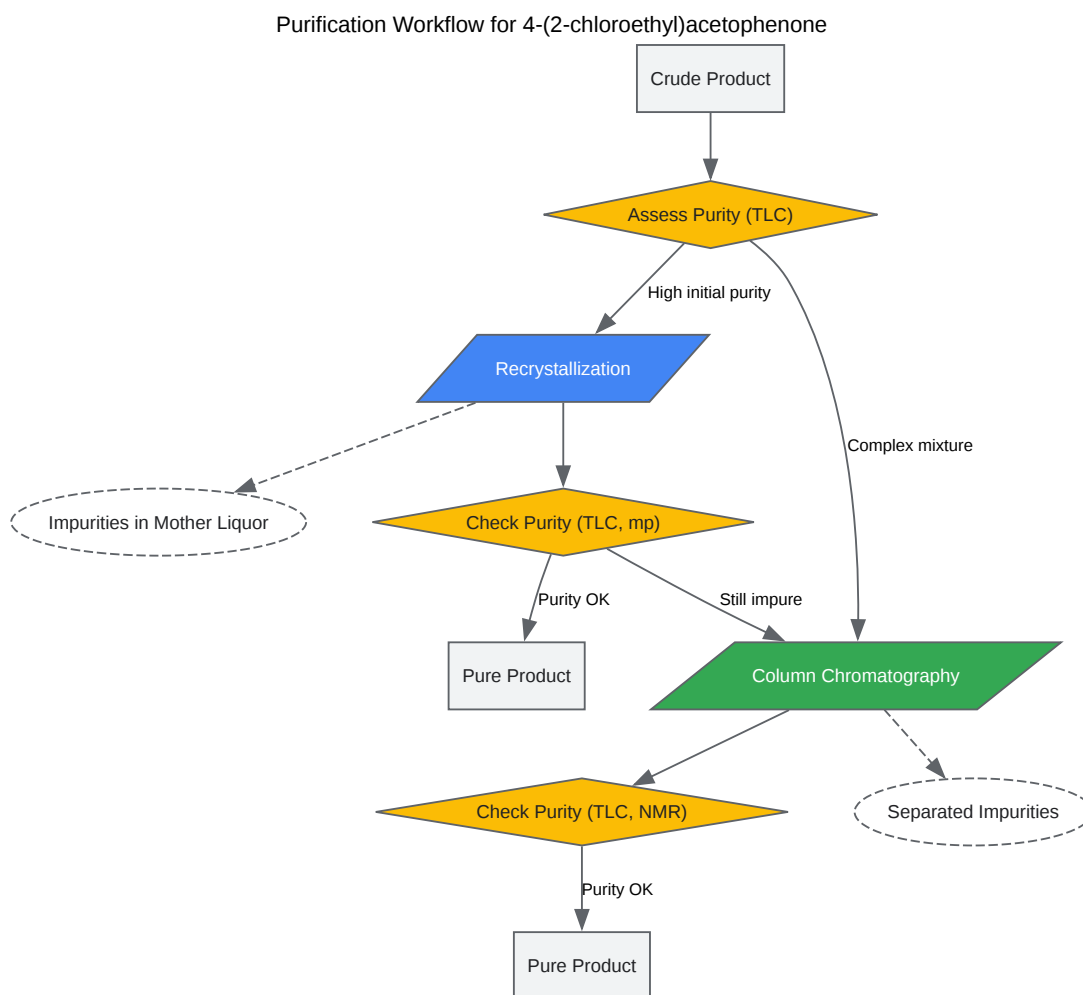 Purification Workflow for 4-(2-chloroethyl)acetophenone
Crude Product
Assess Purity (TLC)
High initial purity
Recrystallization
Complex mixture
Impurities in Mother Liquor
Check Purity (TLC, mp)
Purity OK
Still impure
Pure Product
Column Chromatography
Check Purity (TLC, NMR)
Separated Impurities
Purity OK
Pure Product